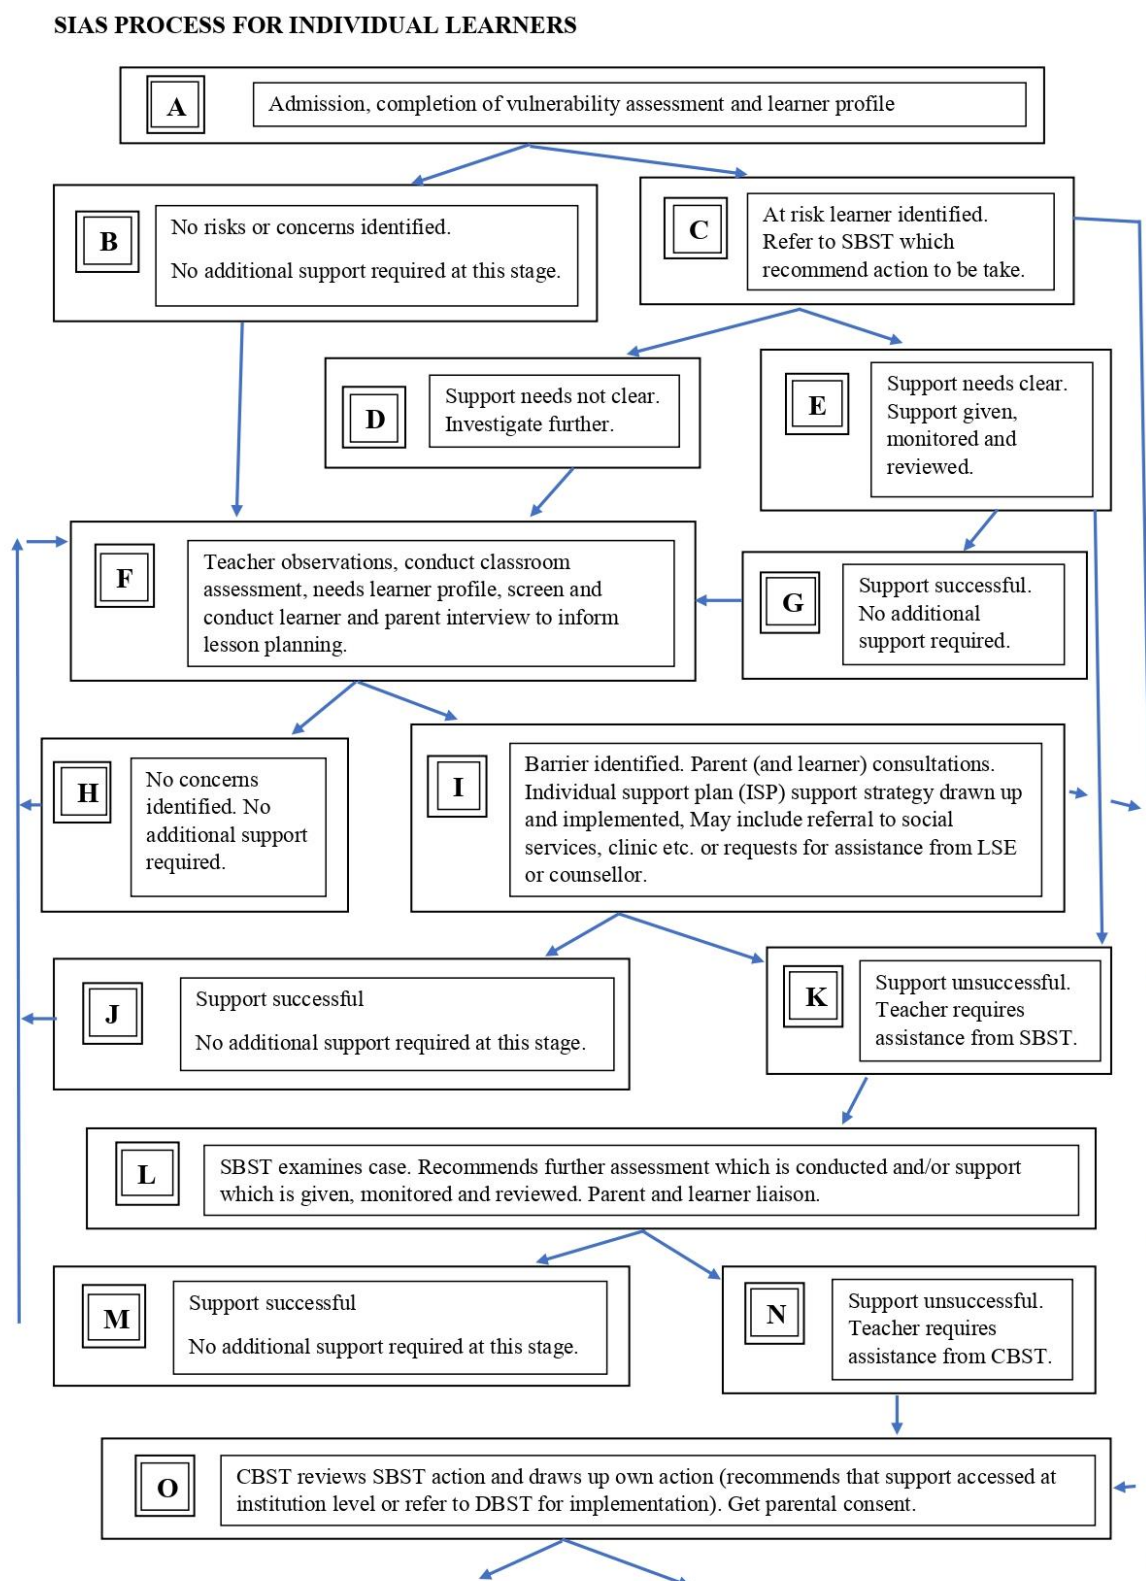 SIAS PROCESS FOR INDIVIDUAL LEARNERS
A
Admission, completion of vulnerability assessment and learner profile
B
No risks or concerns identified.
No additional support required at this stage.
C
At risk learner identified.
Refer to SBST which
recommend action to be take.
D
Support needs not clear.
Investigate further.
E
Support needs clear.
Support given,
monitored and
reviewed.
F
Teacher observations, conduct classroom
assessment, needs learner profile, screen and
conduct learner and parent interview to inform
lesson planning.
G
Support successful.
No additional
support required.
H
No concerns
identified. No
additional support
required.
I
Barrier identified. Parent (and learner) consultations.
Individual support plan (ISP) support strategy drawn up
and implemented, May include referral to social
services, clinic etc. or requests for assistance from LSE
or counsellor.
J
Support successful
No additional support required at this stage.
K
Support unsuccessful.
Teacher requires
assistance from SBST.
L
SBST examines case. Recommends further assessment which is conducted and/or support
which is given, monitored and reviewed. Parent and learner liaison.
M
Support successful
No additional support required at this stage.
N
Support unsuccessful.
Teacher requires
assistance from CBST.
O
CBST reviews SBST action and draws up own action (recommends that support accessed at
institution level or refer to DBST for implementation). Get parental consent.